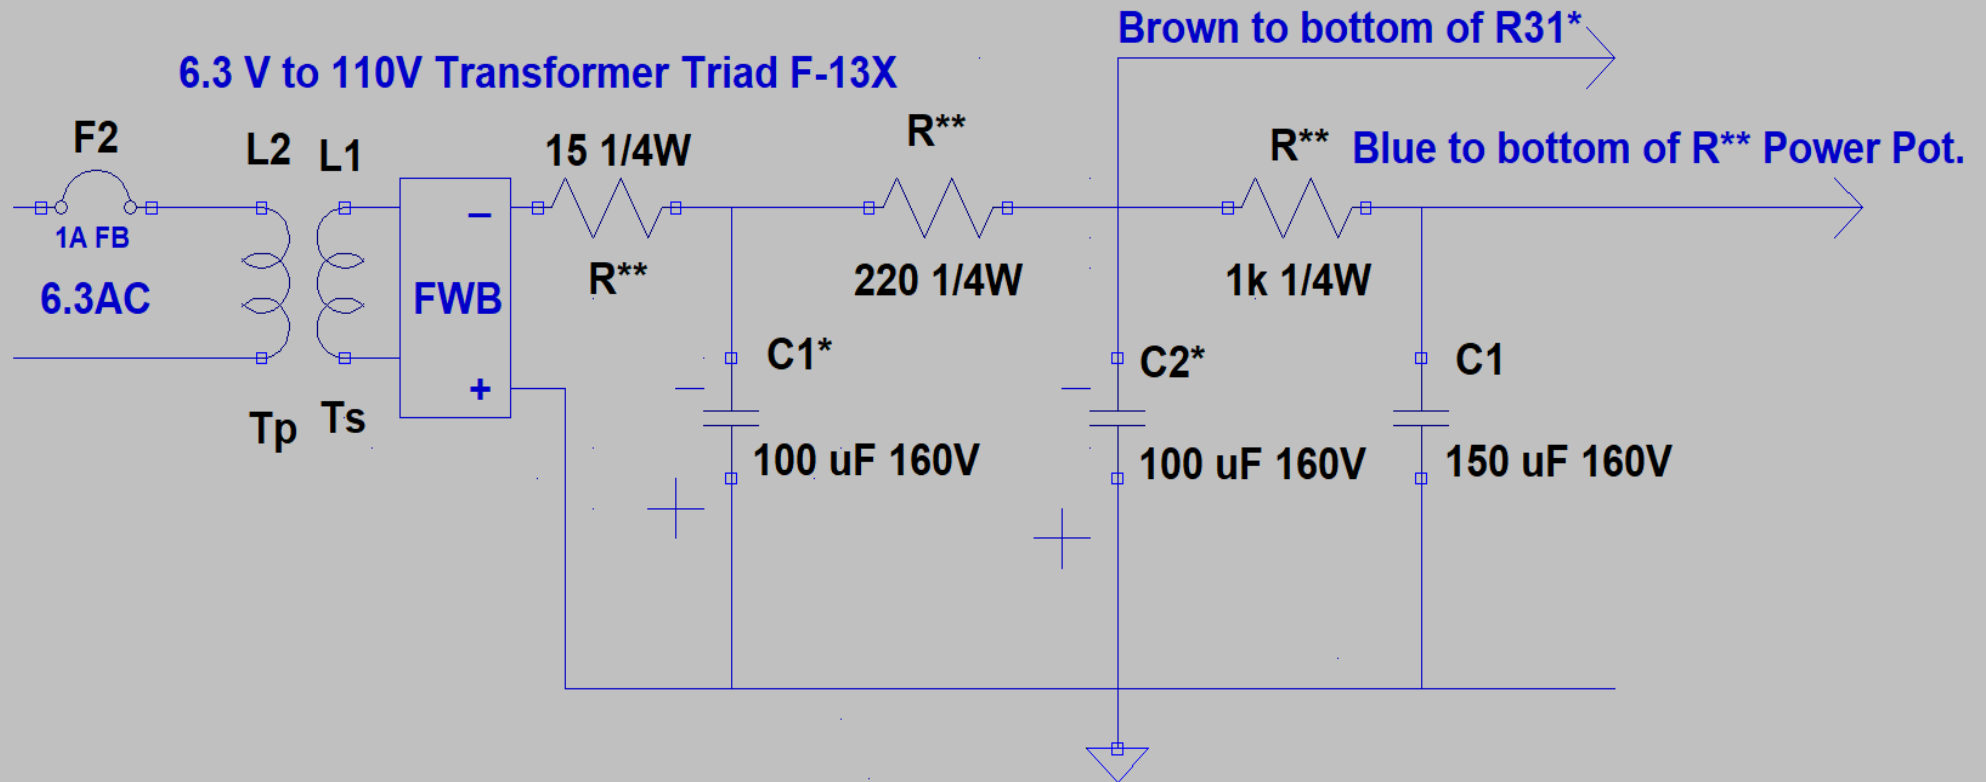 Brown to bottom of R31*
6.3 V to 110V Transformer Triad F-13X
F2
L2
L1
15 1/4W
R**
R**
Blue to bottom of R** Power Pot.
1A FB
6.3AC
FWB
–
+
R**
220 1/4W
1k 1/4W
C1*
C2*
C1
Tp
Ts
100 uF 160V
100 uF 160V
150 uF 160V